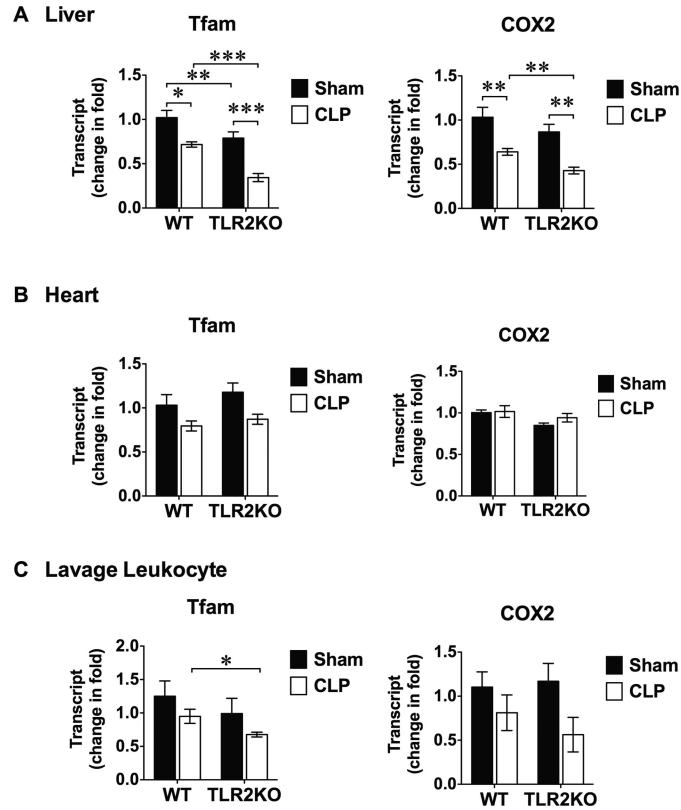 A Liver
Tfam
COX2
Transcript
(change in fold)
1.5
1.0
0.5
0.0
***
**
*
***
WT
TLR2KO
Sham
CLP
Transcript
(change in fold)
1.5
1.0
0.5
0.0
**
**
**
WT
TLR2KO
Sham
CLP
B Heart
Tfam
COX2
Transcript
(change in fold)
1.5
1.0
0.5
0.0
WT
TLR2KO
Sham
CLP
Transcript
(change in fold)
1.5
1.0
0.5
0.0
WT
TLR2KO
Sham
CLP
C Lavage Leukocyte
Tfam
COX2
Transcript
(change in fold)
2.0
1.5
1.0
0.5
0.0
*
WT
TLR2KO
Sham
CLP
Transcript
(change in fold)
1.5
1.0
0.5
0.0
WT
TLR2KO
Sham
CLP